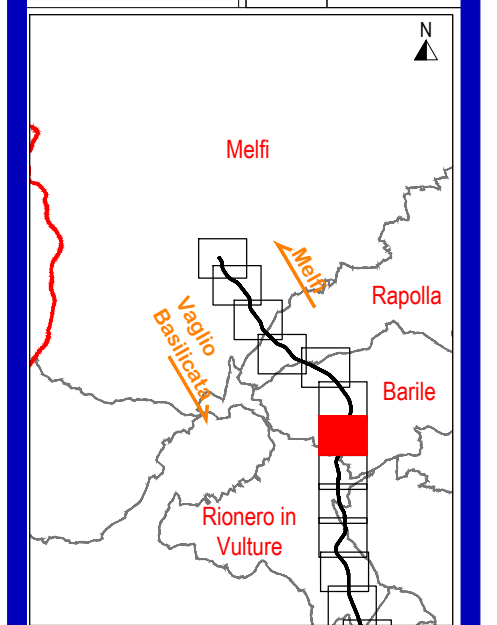 N
Melfi
Melfi
Rapolla
Vaglio
Basilicata
Barile
Rionero in
Vulture